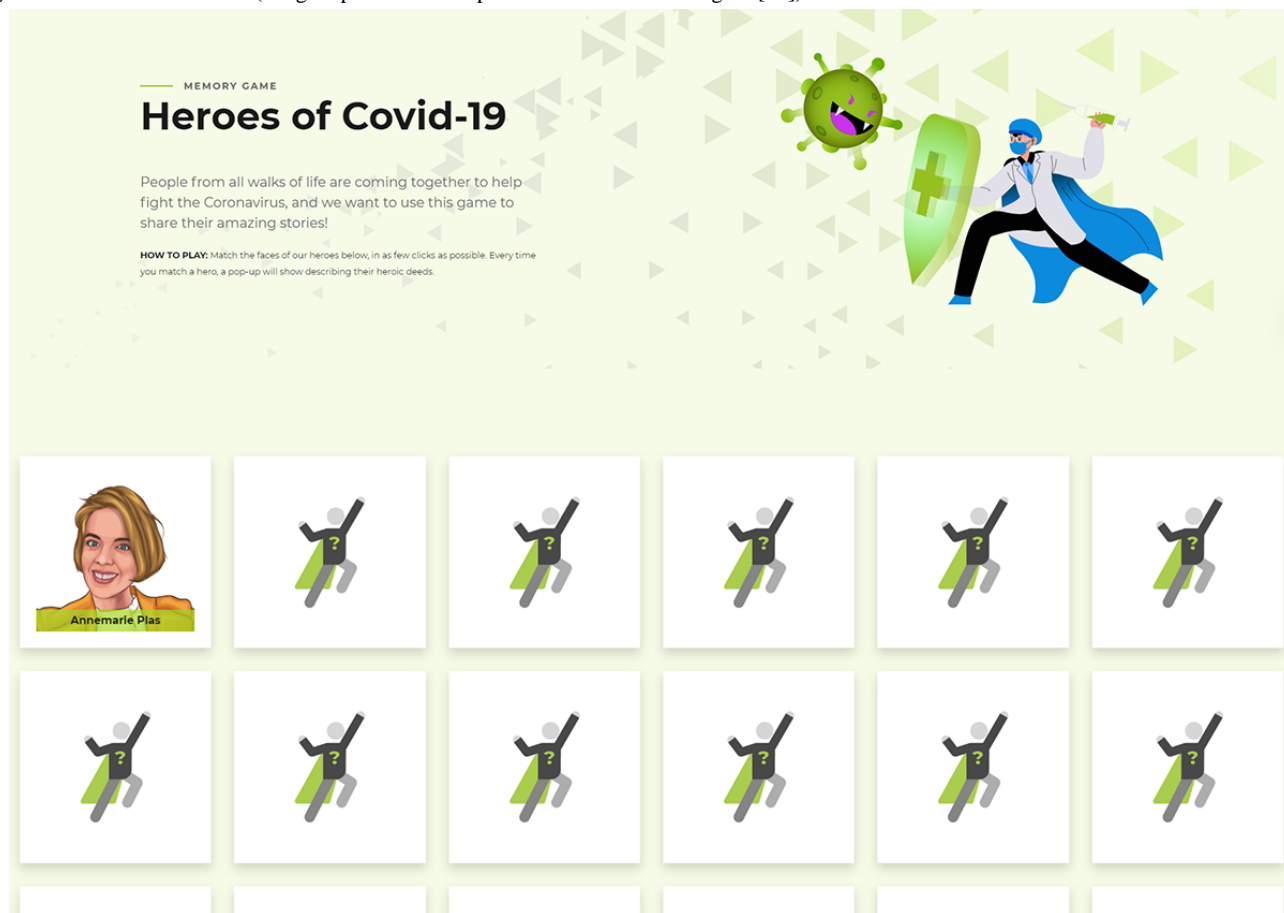 MEMORY GAME
Heroes of Covid-19
People from all walks of life are coming together to help
fight the Coronavirus, and we want to use this game to
share their amazing stories!
HOW TO PLAY: Match the faces of our heroes below, in as few clicks as possible. Every time
you match a hero, a pop-up will show describing their heroic deeds.
Annemarie Plas
? ? ? ? ?
? ? ? ? ? ?